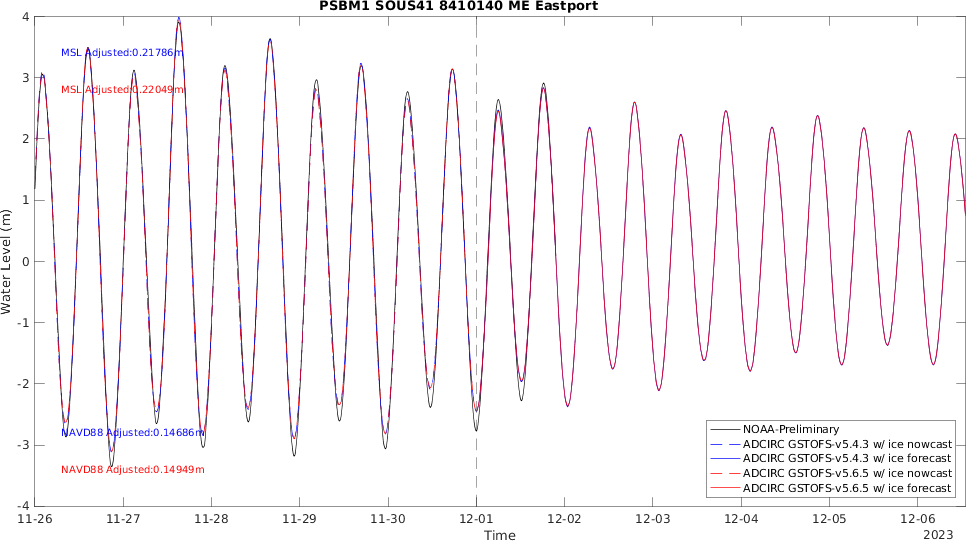 PSBM1 SOUS41 8410140 ME Eastport
MSL Adjusted:0.21786m
MSL Adjusted:0.22049m
NAVD88 Adjusted:0.14686m
NAVD88 Adjusted:0.14949m
Water Level (m)
4
3
2
1
0
-1
-2
-3
-4
11-26
11-27
11-28
11-29
11-30
12-01
12-02
12-03
12-04
12-05
12-06
Time
2023
NOAA-Preliminary
ADCIRC GSTOFS-v5.4.3 w/ ice nowcast
ADCIRC GSTOFS-v5.4.3 w/ ice forecast
ADCIRC GSTOFS-v5.6.5 w/ ice nowcast
ADCIRC GSTOFS-v5.6.5 w/ ice forecast